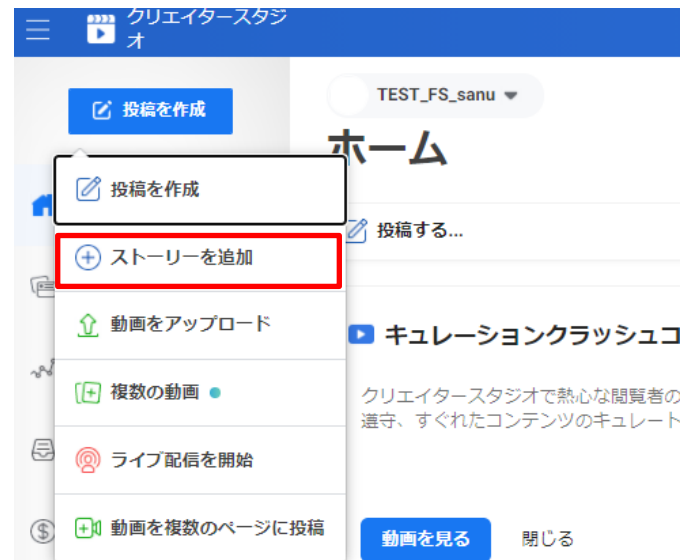 クリエイタースタジ
オ
投稿を作成
TEST_FS_sanu
ホーム
投稿を作成
投稿する...
ストーリーを追加
動画をアップロード
キュレーションクラッシュコ
複数の動画
クリエイタースタジオで熱心な閲覧者の
遵守、すぐれたコンテンツのキュレート
ライブ配信を開始
動画を複数のページに投稿
動画を見る
閉じる